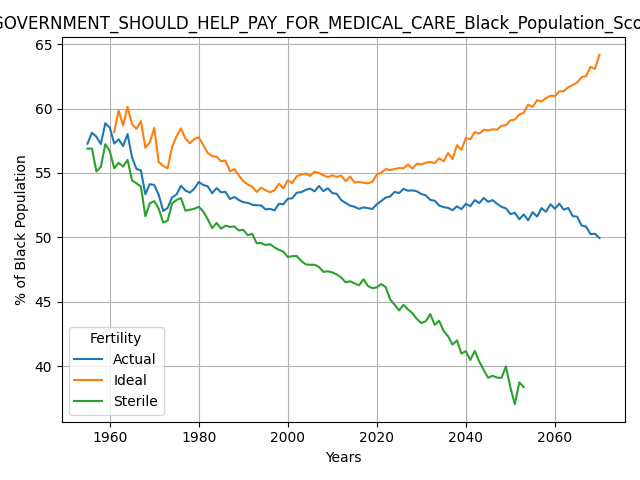 GOVERNMENT_SHOULD_HELP_PAY_FOR_MEDICAL_CARE_Black_Population_Sco
65
60
55
50
45
40
% of Black Population
Fertility
Actual
Ideal
Sterile
1960 1980 2000 2020 2040 2060
Years